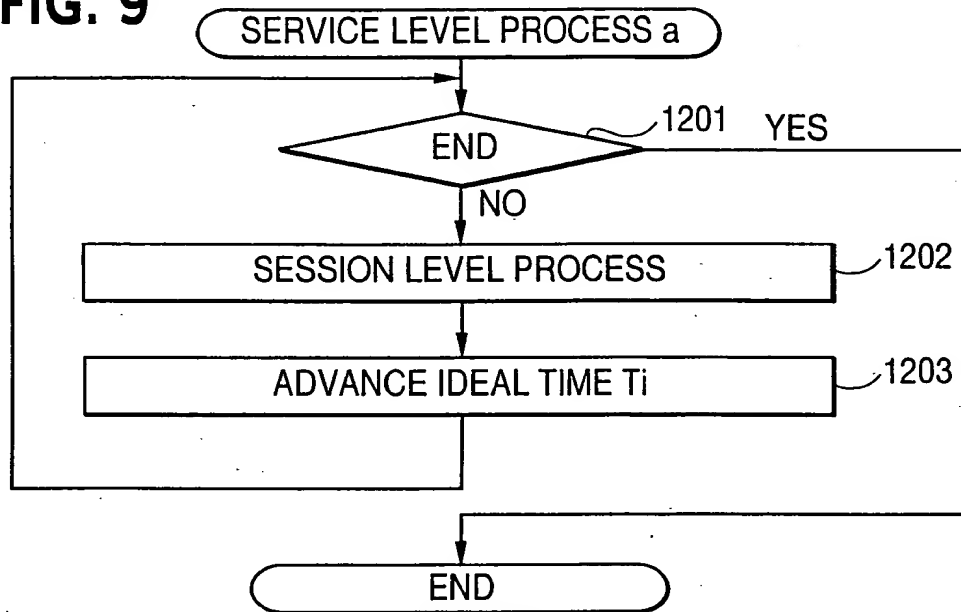 FIG. 9
SERVICE LEVEL PROCESS a
END
1201
YES
NO
SESSION LEVEL PROCESS
1202
ADVANCE IDEAL TIME Ti
1203
END